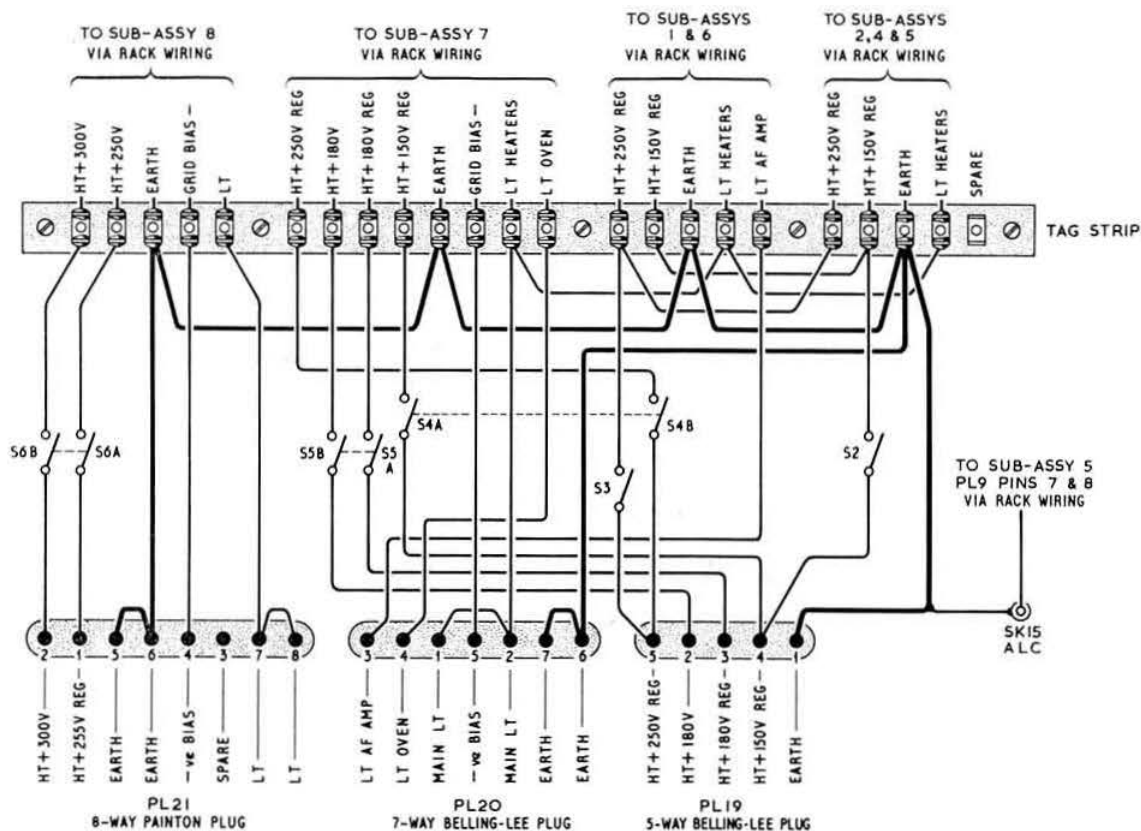 TO SUB-ASSY 8
VIA RACK WIRING
TO SUB-ASSY 7
VIA RACK WIRING
TO SUB-ASSYS
1 & 6
VIA RACK WIRING
TO SUB-ASSYS
2, 4 & 5
VIA RACK WIRING
HT+300V
HT+250V
EARTH
GRID BIAS-
LT
HT+250V REG
HT+180V
HT+180V REG
HT+150V REG
EARTH
GRID BIAS-
LT HEATERS
LT OVEN
HT+250V REG
HT+150V REG
EARTH
LT HEATERS
LT AF AMP
HT+250V REG
HT+150V REG
EARTH
LT HEATERS
SPARE
TAG STRIP
S6B
S6A
S5B
S5
A
S4A
S4B
S3
S2
TO SUB-ASSY 5
PL9 PINS 7 & 8
VIA RACK WIRING
SK15
ALC
2 1 5 6 4 3 7 8
3 4 1 5 2 7 6
5 2 3 4 1
HT+300V
HT+255V REG
EARTH
EARTH
-ve BIAS
SPARE
LT
LT
LT AF AMP
LT OVEN
MAIN LT
-ve BIAS
MAIN LT
EARTH
EARTH
HT+250V REG
HT+180V
HT+180V REG
HT+150V REG
EARTH
PL21
8-WAY PAINTON PLUG
PL20
7-WAY BELLING-LEE PLUG
PL19
5-WAY BELLING-LEE PLUG